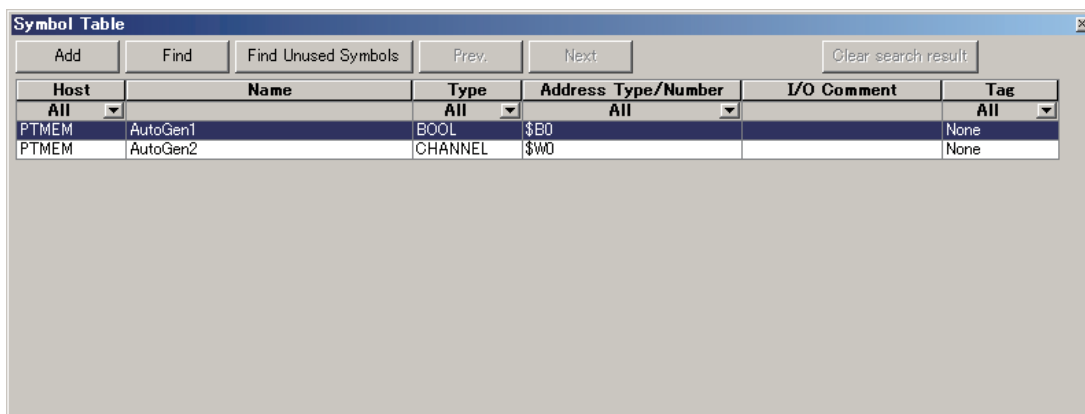 Symbol Table
Add Find Find Unused Symbols Prev. Next Clear search result
Host Name Type Address Type/Number I/O Comment Tag
All All All All
PTMEM AutoGen1 BOOL $B0 None
PTMEM AutoGen2 CHANNEL $W0 None